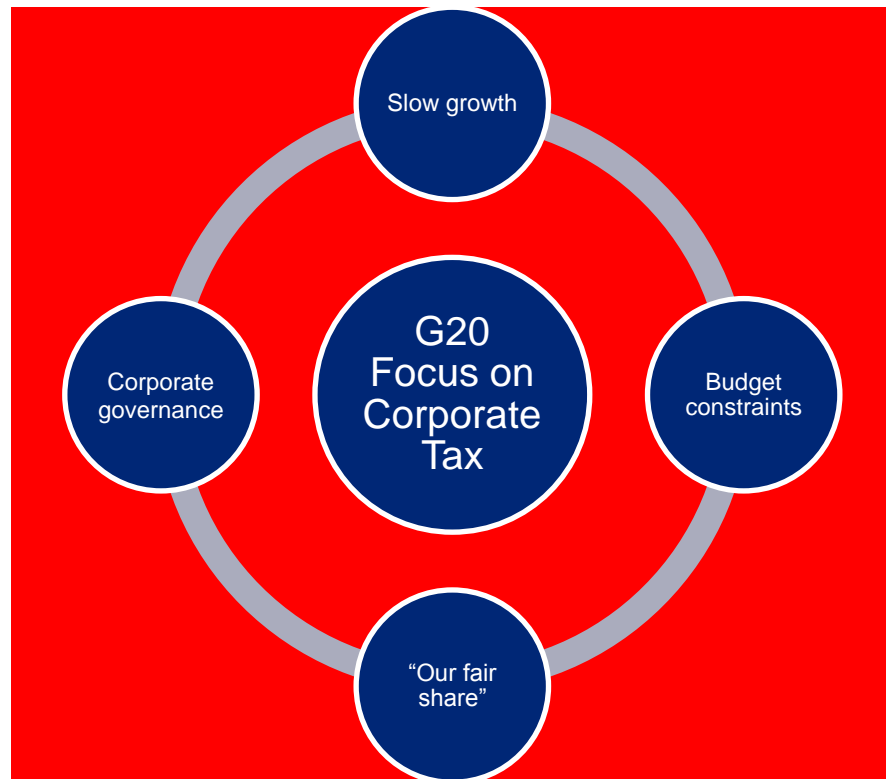 Slow growth
G20
Focus on
Corporate
Tax
Corporate
governance
Budget
constraints
“Our fair
share”